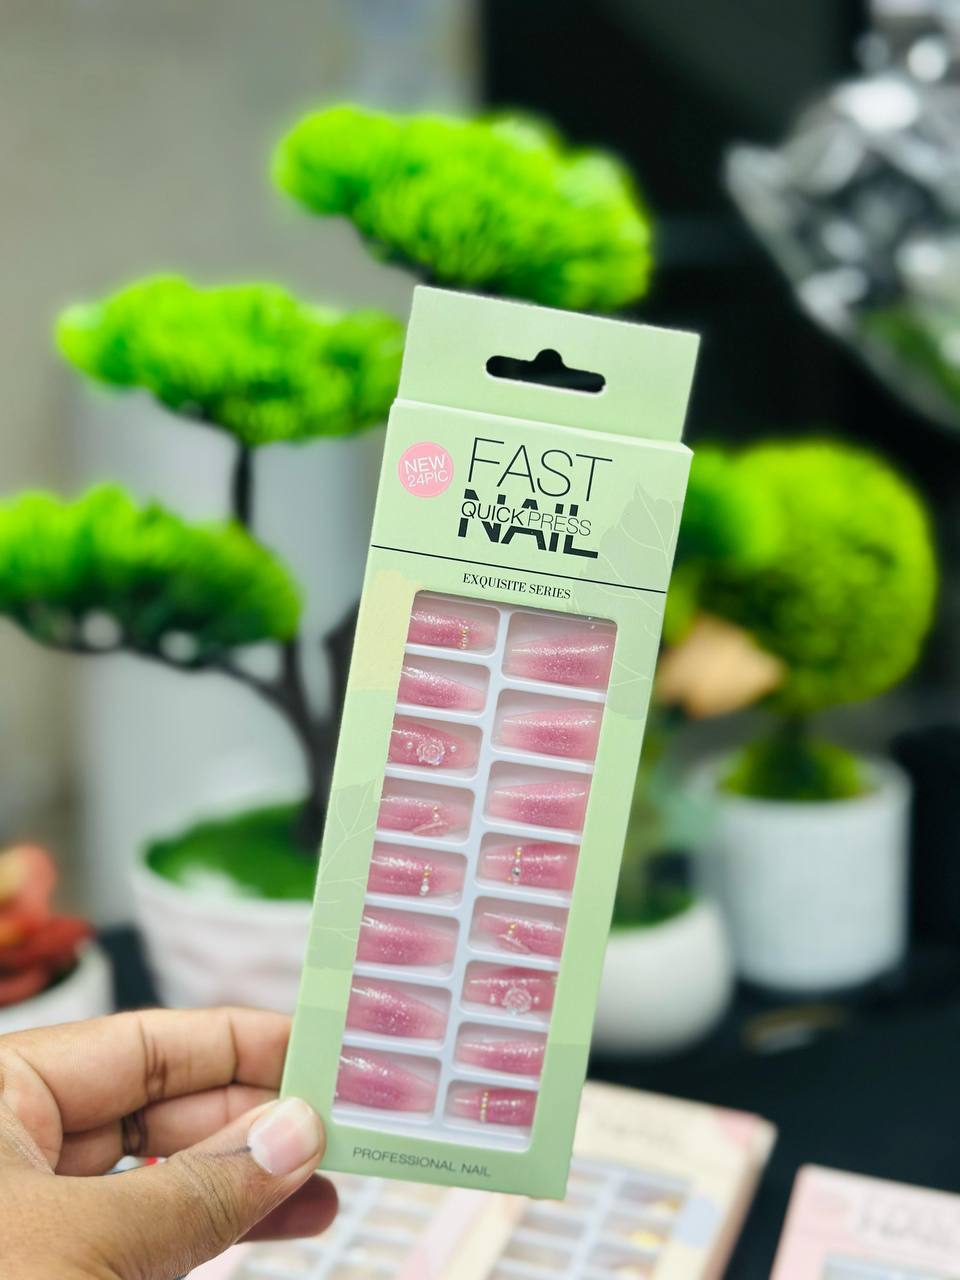 NEW
24PIC
FAST
QUICK PRESS
NAIL
EXQUISITE SERIES
PROFESSIONAL NAIL